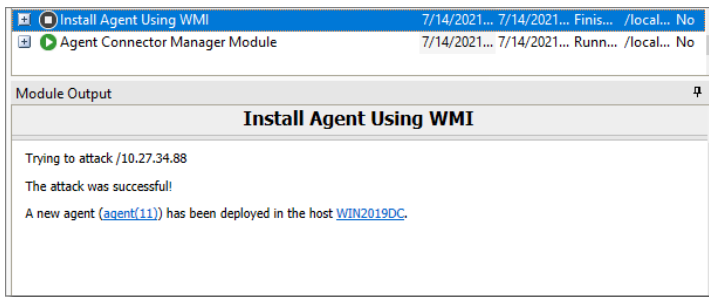 Install Agent Using WMI 7/14/2021... 7/14/2021... Finis... /local... No
Agent Connector Manager Module 7/14/2021... 7/14/2021... Runn... /local... No
Module Output
Install Agent Using WMI
Trying to attack /10.27.34.88
The attack was successful!
A new agent (agent(11)) has been deployed in the host WIN2019DC.